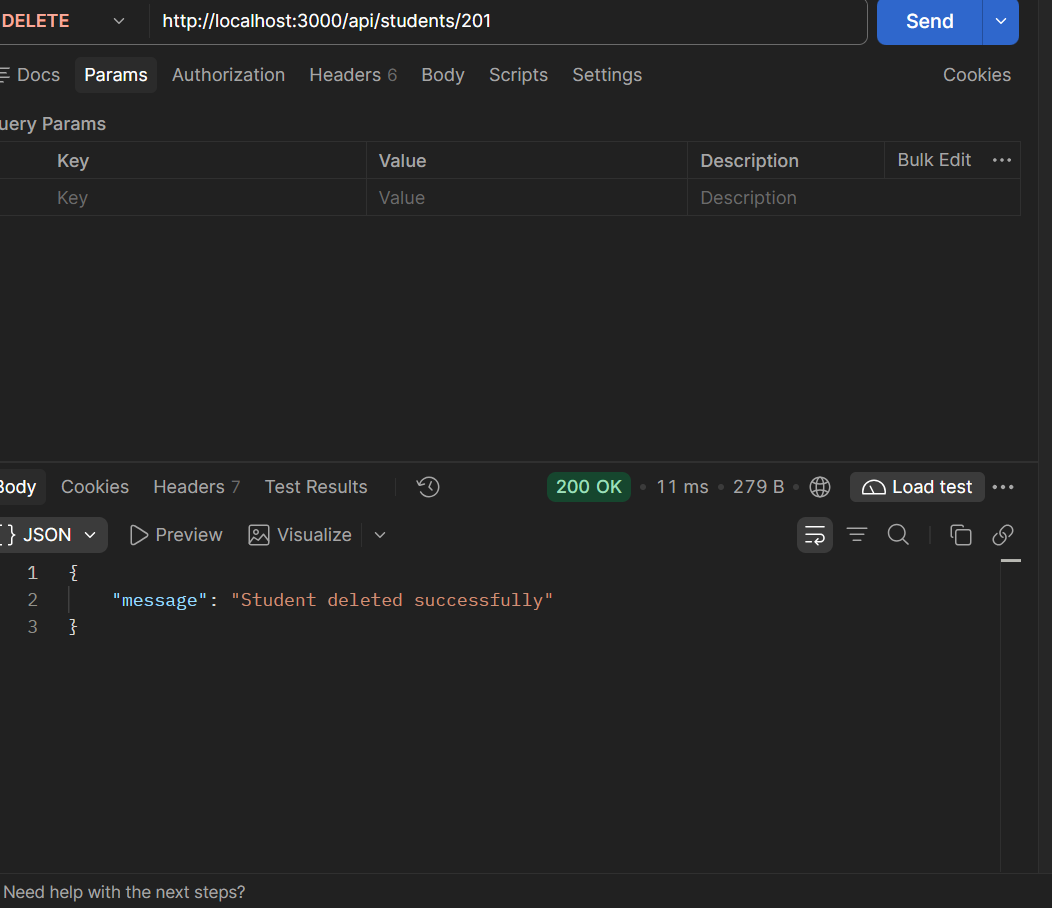 DELETE http://localhost:3000/api/students/201 Send
Docs Params Authorization Headers 6 Body Scripts Settings Cookies
uery Params
Key Value Description Bulk Edit
Key Value Description
Body Cookies Headers 7 Test Results 200 OK • 11 ms • 279 B • Load test
{} JSON Preview Visualize
1 {
2 "message": "Student deleted successfully"
3 }
Need help with the next steps?